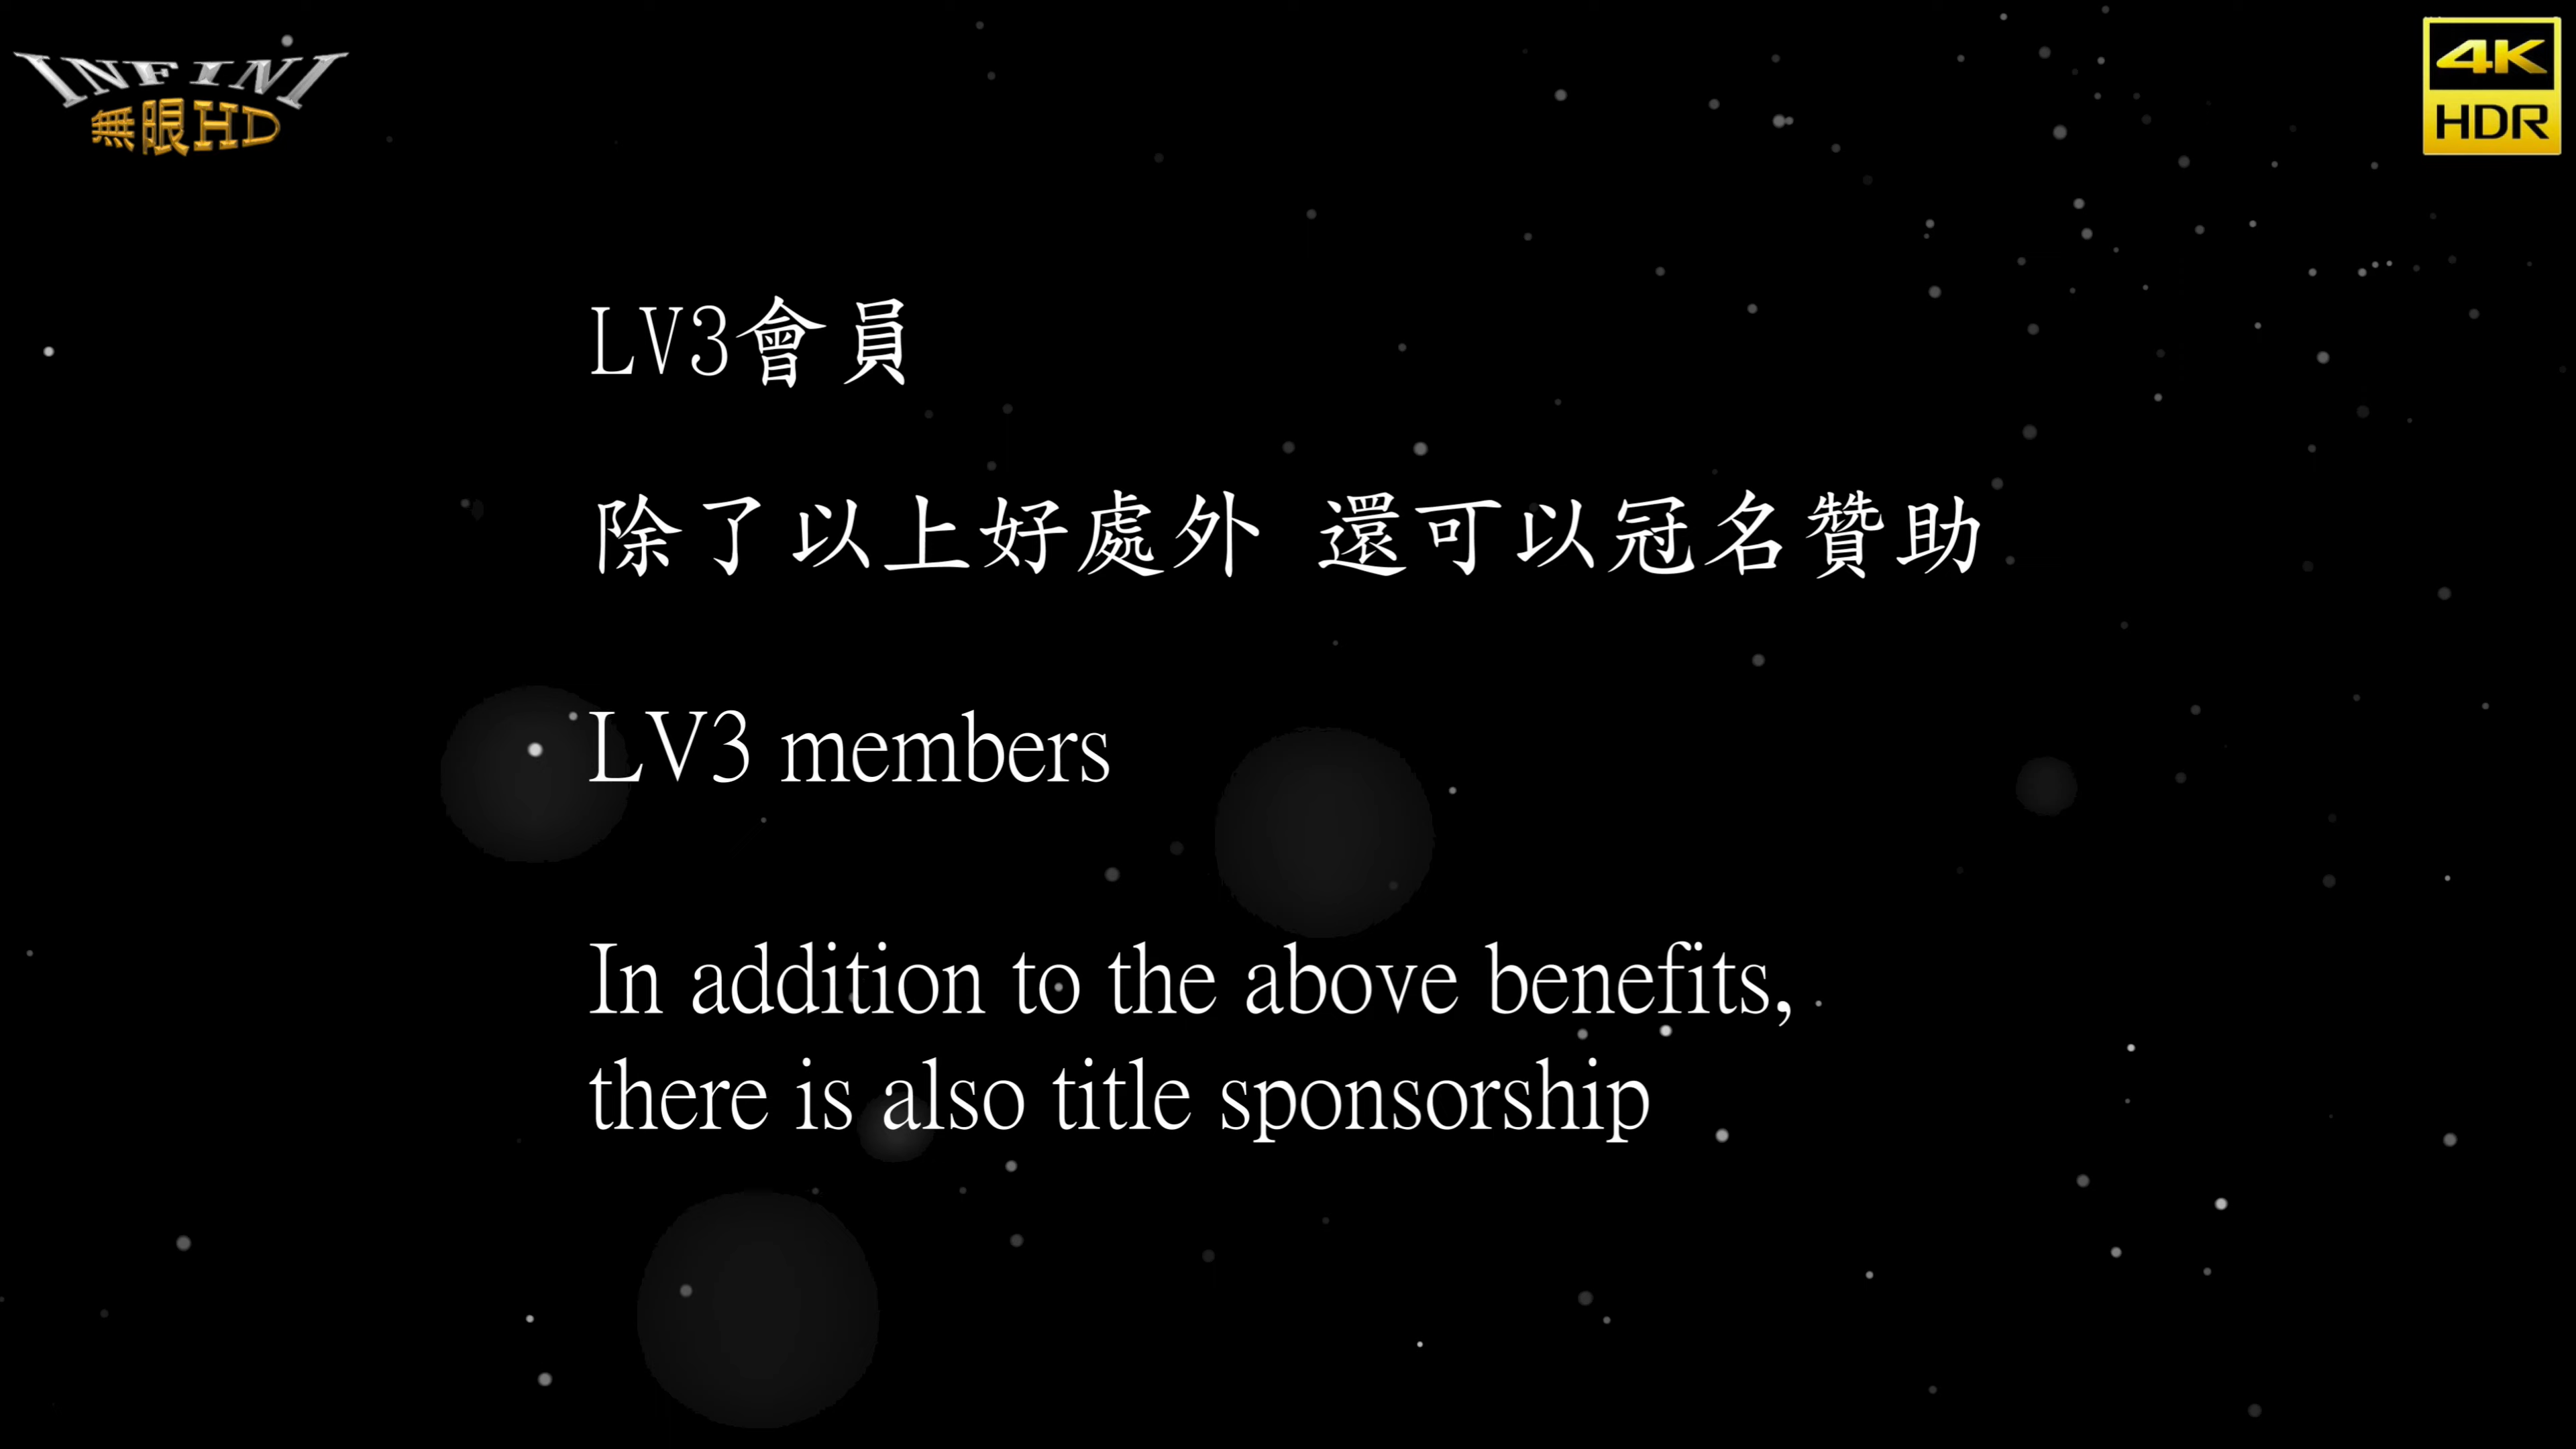 INFINI
無限HD
4K
HDR
LV3會員
除了以上好處外 還可以冠名贊助
LV3 members
In addition to the above benefits,
there is also title sponsorship